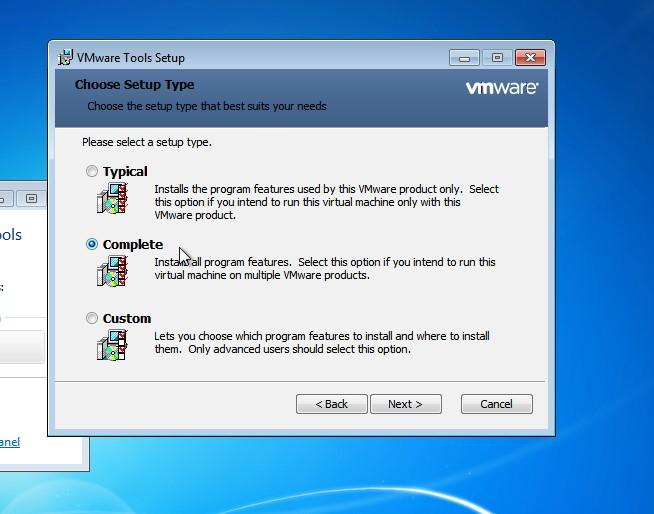 VMware Tools Setup
Choose Setup Type
Choose the setup type that best suits your needs
vmware
Please select a setup type.
Typical
Installs the program features used by this VMware product only. Select
this option if you intend to run this virtual machine only with this
VMware product.
Complete
all program features. Select this option if you intend to run this
virtual machine on multiple VMware products.
Custom
Lets you choose which program features to install and where to install
them. Only advanced users should select this option.
< Back
Next >
Cancel
ools
s:
anel